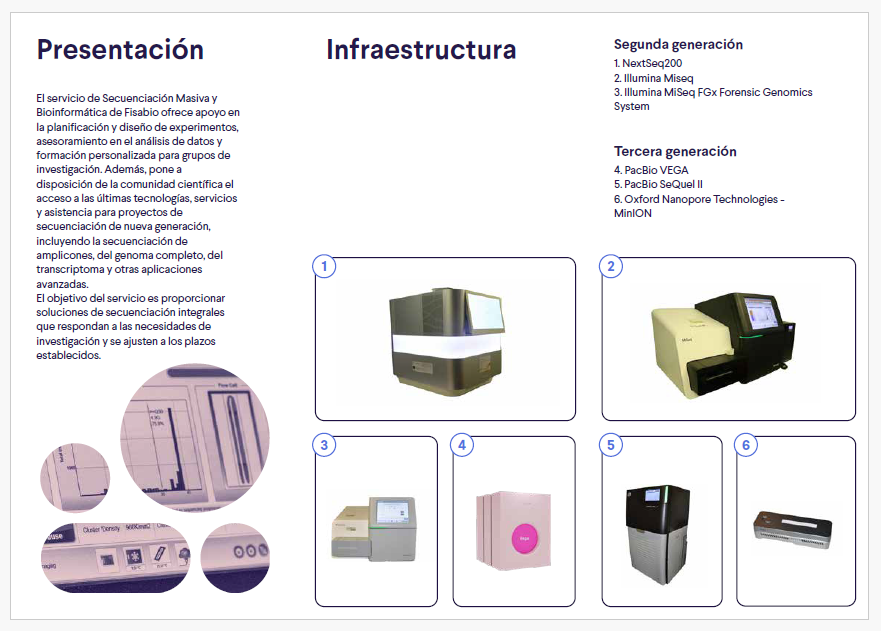 Presentación
El servicio de Secuenciación Masiva y
Bioinformática de Fisabio ofrece apoyo en
la planificación y diseño de experimentos,
asesoramiento en el análisis de datos y
formación personalizada para grupos de
investigación. Además, pone a
disposición de la comunidad científica el
acceso a las últimas tecnologías, servicios
y asistencia para proyectos de
secuenciación de nueva generación,
incluyendo la secuenciación de
amplicones, del genoma completo, del
transcriptoma y otras aplicaciones
avanzadas.
El objetivo del servicio es proporcionar
soluciones de secuenciación integrales
que respondan a las necesidades de
investigación y se ajusten a los plazos
establecidos.
Flow Cell
Cluster Density
Infraestructura
Segunda generación
1. NextSeq200
2. Illumina Miseq
3. Illumina MiSeq FGx Forensic Genomics
System
Tercera generación
4. PacBio VEGA
5. PacBio SeQuel II
6. Oxford Nanopore Technologies -
MinION
1
2
3
4
5
6